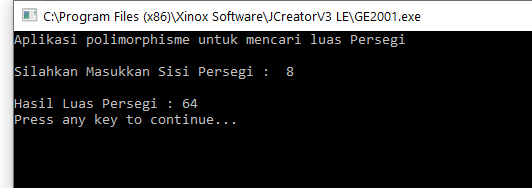 C:\Program Files (x86)\Xinox Software\JCreatorV3 LE\GE2001.exe
Aplikasi polimorphisme untuk mencari luas Persegi
Silahkan Masukkan Sisi Persegi :  8
Hasil Luas Persegi : 64
Press any key to continue...